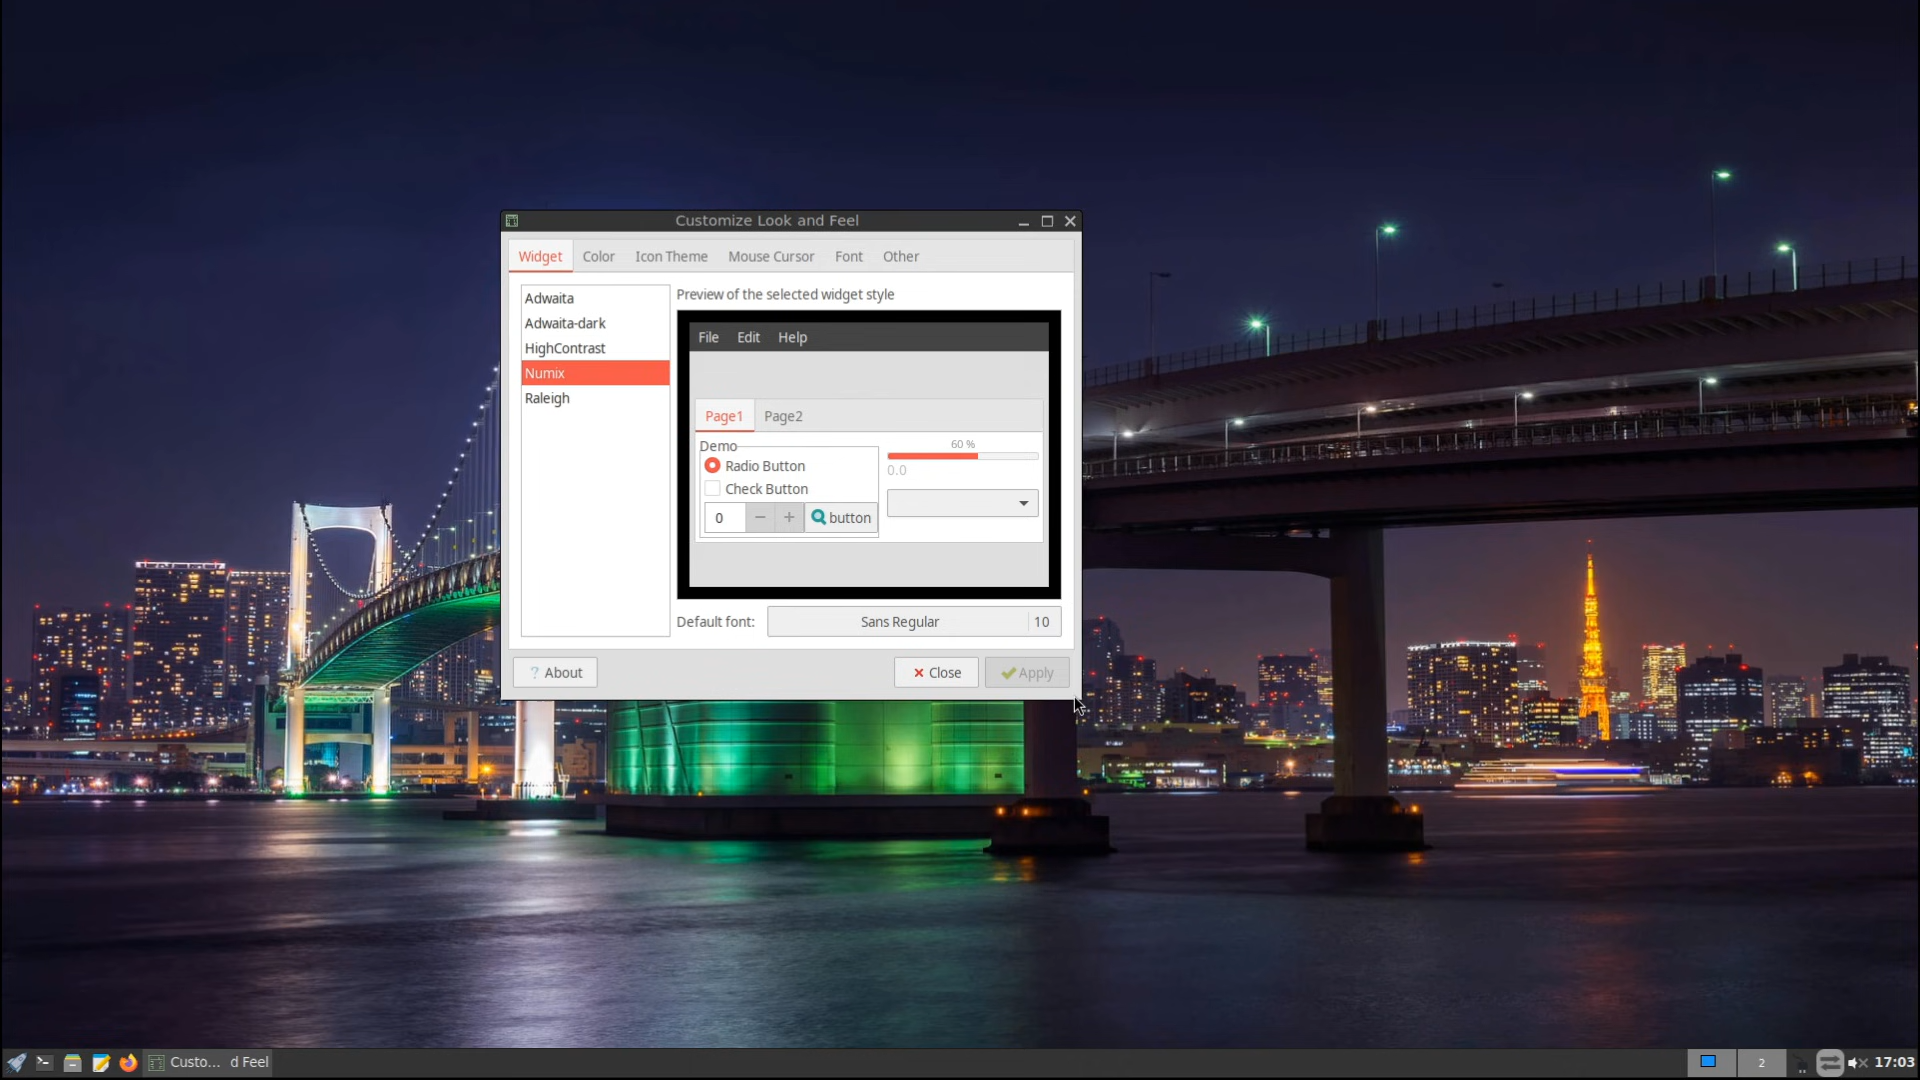 Customize Look and Feel
Widget Color Icon Theme Mouse Cursor Font Other
Adwaita
Adwaita-dark
HighContrast
Numix
Raleigh
Preview of the selected widget style
File Edit Help
Page1 Page2
Demo
Radio Button
Check Button
0 − + button
60 %
0.0
Default font: Sans Regular 10
? About Close Apply
Custo... d Feel 2 17:03